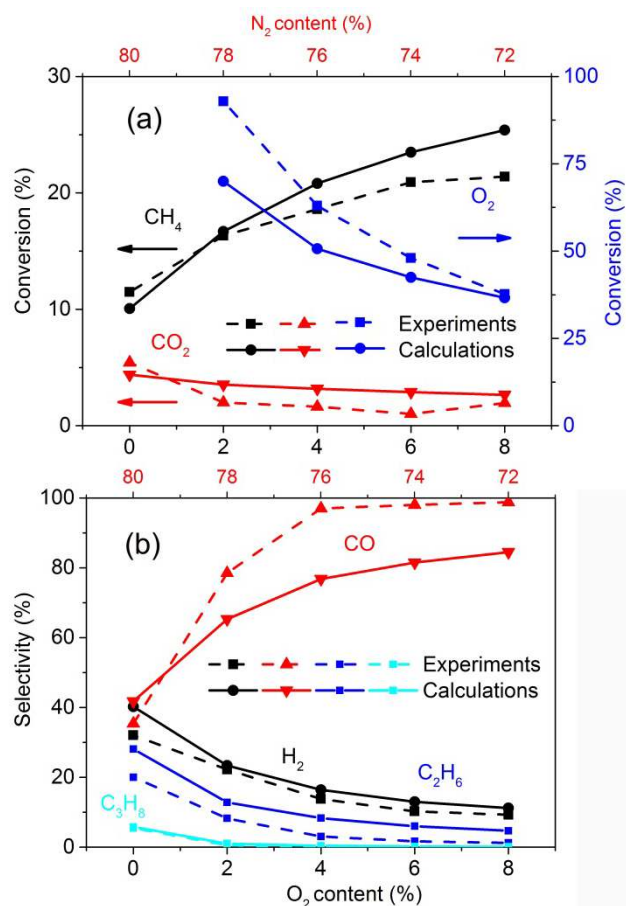 N2 content (%)
80 78 76 74 72
30 100
(a)
CH4
O2
20 75
50
10
CO2
Experiments
25
Calculations
0 0
Conversion (%)
Conversion (%)
0 2 4 6 8
80 78 76 74 72
100
(b)
CO
80
60
Experiments
Calculations
40
H2
C2H6
20
C3H8
0
Selectivity (%)
0 2 4 6 8
O2 content (%)